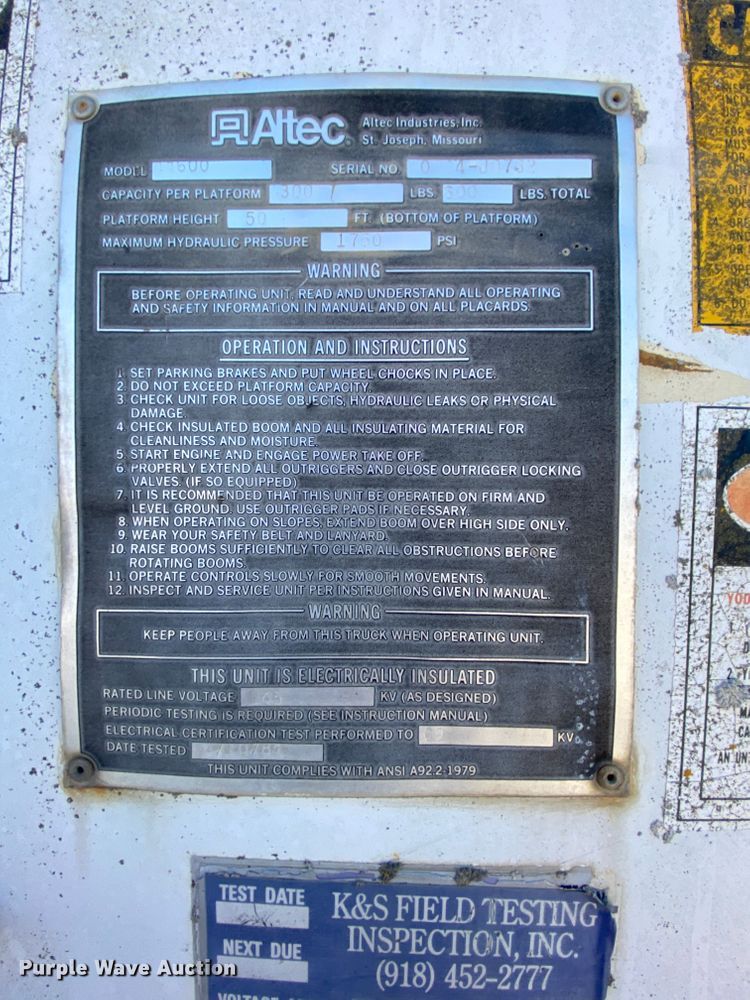 Altec
Altec Industries, Inc.
St. Joseph, Missouri
MODEL
SERIAL NO.
CAPACITY PER PLATFORM 300 LBS. LBS. TOTAL
PLATFORM HEIGHT 50 FT. (BOTTOM OF PLATFORM)
MAXIMUM HYDRAULIC PRESSURE PSI
WARNING
BEFORE OPERATING UNIT, READ AND UNDERSTAND ALL OPERATING
AND SAFETY INFORMATION IN MANUAL AND ON ALL PLACARDS.
OPERATION AND INSTRUCTIONS
1. SET PARKING BRAKES AND PUT WHEEL CHOCKS IN PLACE.
2. DO NOT EXCEED PLATFORM CAPACITY.
3. CHECK UNIT FOR LOOSE OBJECTS, HYDRAULIC LEAKS OR PHYSICAL
DAMAGE.
4. CHECK INSULATED BOOM AND ALL INSULATING MATERIAL FOR
CLEANLINESS AND MOISTURE.
5. START ENGINE AND ENGAGE POWER TAKE OFF.
6. PROPERLY EXTEND ALL OUTRIGGERS AND CLOSE OUTRIGGER LOCKING
VALVES. (IF SO EQUIPPED)
7. IT IS RECOMMENDED THAT THIS UNIT BE OPERATED ON FIRM AND
LEVEL GROUND. USE OUTRIGGER PADS IF NECESSARY.
8. WHEN OPERATING ON SLOPES, EXTEND BOOM OVER HIGH SIDE ONLY.
9. WEAR YOUR SAFETY BELT AND LANYARD.
10. RAISE BOOMS SUFFICIENTLY TO CLEAR ALL OBSTRUCTIONS BEFORE
ROTATING BOOMS.
11. OPERATE CONTROLS SLOWLY FOR SMOOTH MOVEMENTS.
12. INSPECT AND SERVICE UNIT PER INSTRUCTIONS GIVEN IN MANUAL.
WARNING
KEEP PEOPLE AWAY FROM THIS TRUCK WHEN OPERATING UNIT.
THIS UNIT IS ELECTRICALLY INSULATED
RATED LINE VOLTAGE KV (AS DESIGNED)
PERIODIC TESTING IS REQUIRED (SEE INSTRUCTION MANUAL)
ELECTRICAL CERTIFICATION TEST PERFORMED TO KV
DATE TESTED
THIS UNIT COMPLIES WITH ANSI A92.2-1979
TEST DATE
NEXT DUE
K&S FIELD TESTING
INSPECTION, INC.
(918) 452-2777
Purple Wave Auction